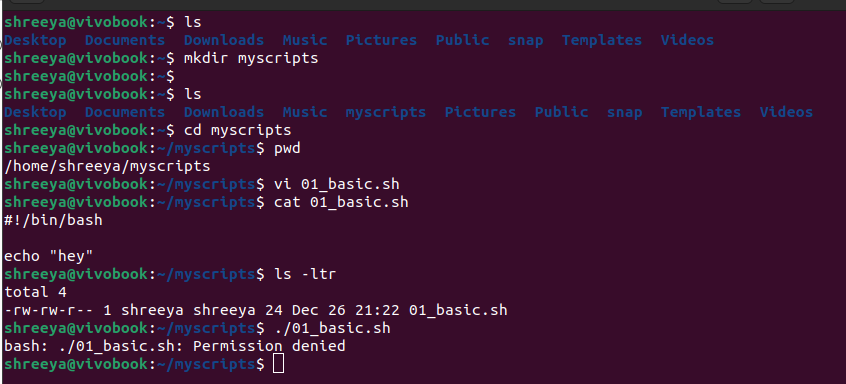 shreeya@vivobook:~$ ls
Desktop  Documents  Downloads  Music  Pictures  Public  snap  Templates  Videos
shreeya@vivobook:~$ mkdir myscripts
shreeya@vivobook:~$
shreeya@vivobook:~$ ls
Desktop  Documents  Downloads  Music  myscripts  Pictures  Public  snap  Templates  Videos
shreeya@vivobook:~$ cd myscripts
shreeya@vivobook:~/myscripts$ pwd
/home/shreeya/myscripts
shreeya@vivobook:~/myscripts$ vi 01_basic.sh
shreeya@vivobook:~/myscripts$ cat 01_basic.sh
#!/bin/bash

echo "hey"
shreeya@vivobook:~/myscripts$ ls -ltr
total 4
-rw-rw-r-- 1 shreeya shreeya 24 Dec 26 21:22 01_basic.sh
shreeya@vivobook:~/myscripts$ ./01_basic.sh
bash: ./01_basic.sh: Permission denied
shreeya@vivobook:~/myscripts$